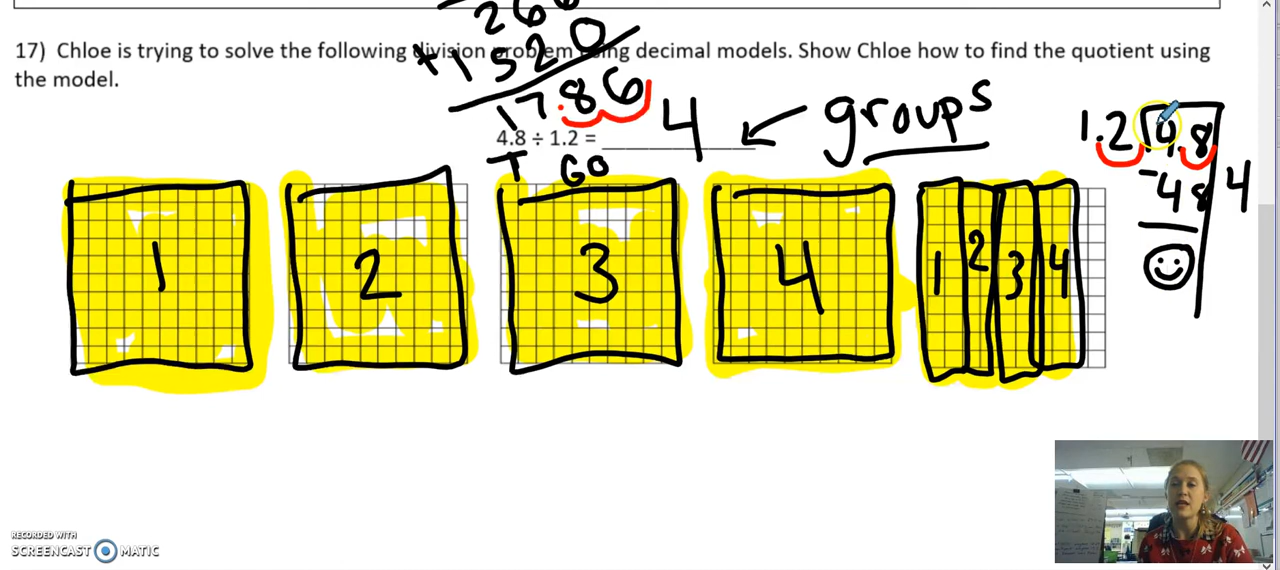 266
+ 1520
17.86
17) Chloe is trying to solve the following division problem using decimal models. Show Chloe how to find the quotient using
the model.
4.8 ÷ 1.2 = 4 ← groups
T GO
1 2 3 4 1 2 3 4
1.2 4.8
-48 4
RECORDED WITH
SCREENCAST MATIC